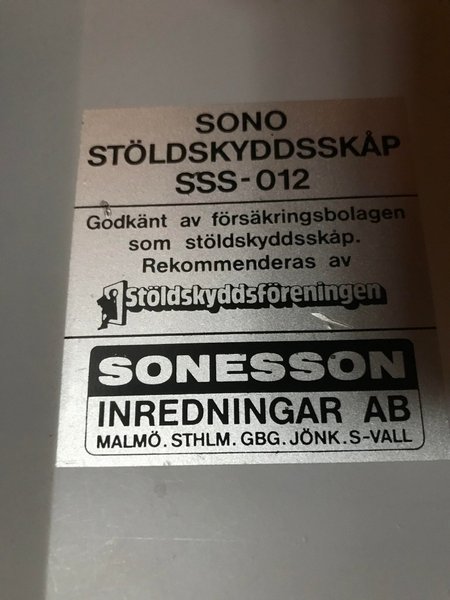 SONO
STÖLDSKYDDSSKÅP
SSS-012
Godkänt av försäkringsbolagen
som stöldskyddsskåp.
Rekommenderas av
Stöldskyddsföreningen
SONESSON
INREDNINGAR AB
MALMÖ. STHLM. GBG. JÖNK. S-VALL